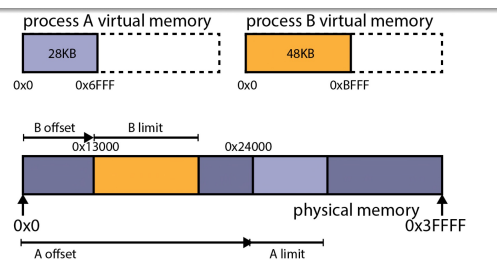 process A virtual memory process B virtual memory
28KB 48KB
0x0 0x6FFF 0x0 0xBFFF
B offset B limit
0x13000 0x24000
physical memory
0x0 0x3FFFF
A offset A limit